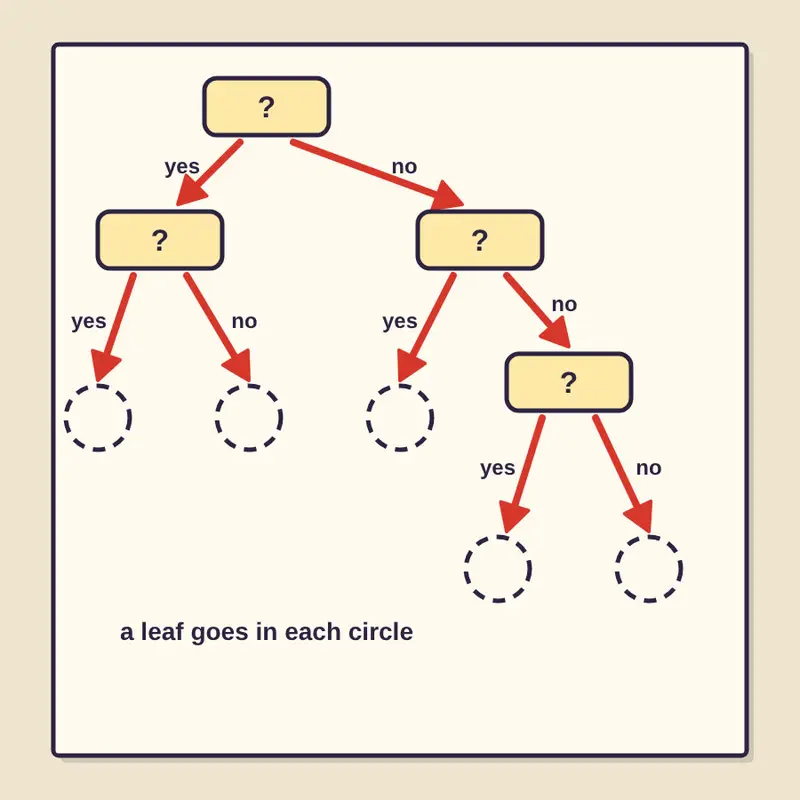 ?
yes
no
?
?
yes
no
yes
no
?
yes
no
a leaf goes in each circle